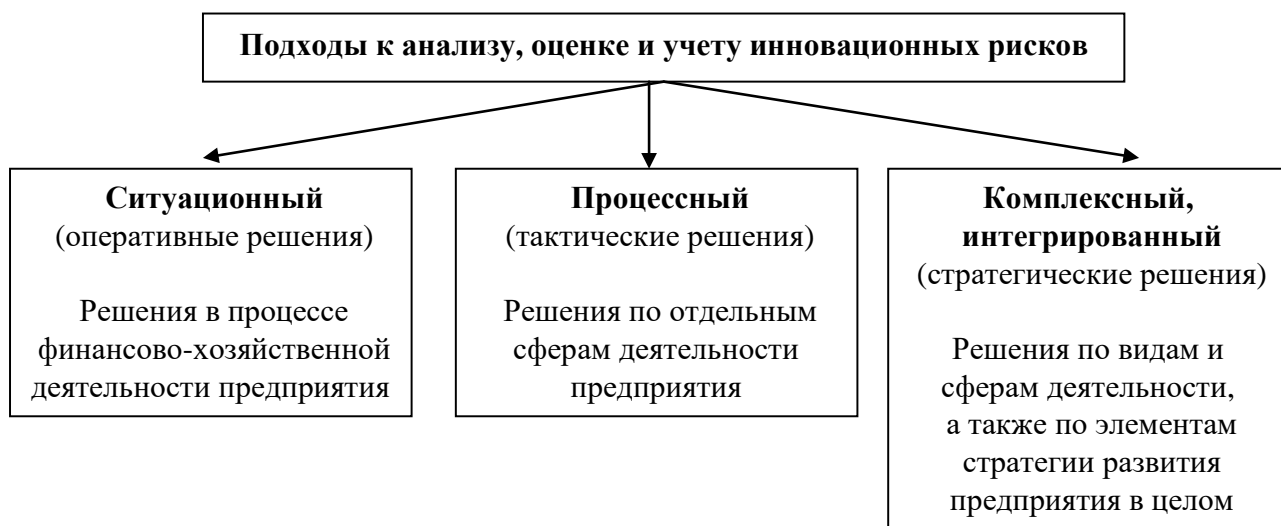 Подходы к анализу, оценке и учету инновационных рисков
Ситуационный
(оперативные решения)
Решения в процессе
финансово-хозяйственной
деятельности предприятия
Процессный
(тактические решения)
Решения по отдельным
сферам деятельности
предприятия
Комплексный,
интегрированный
(стратегические решения)
Решения по видам и
сферам деятельности,
а также по элементам
стратегии развития
предприятия в целом